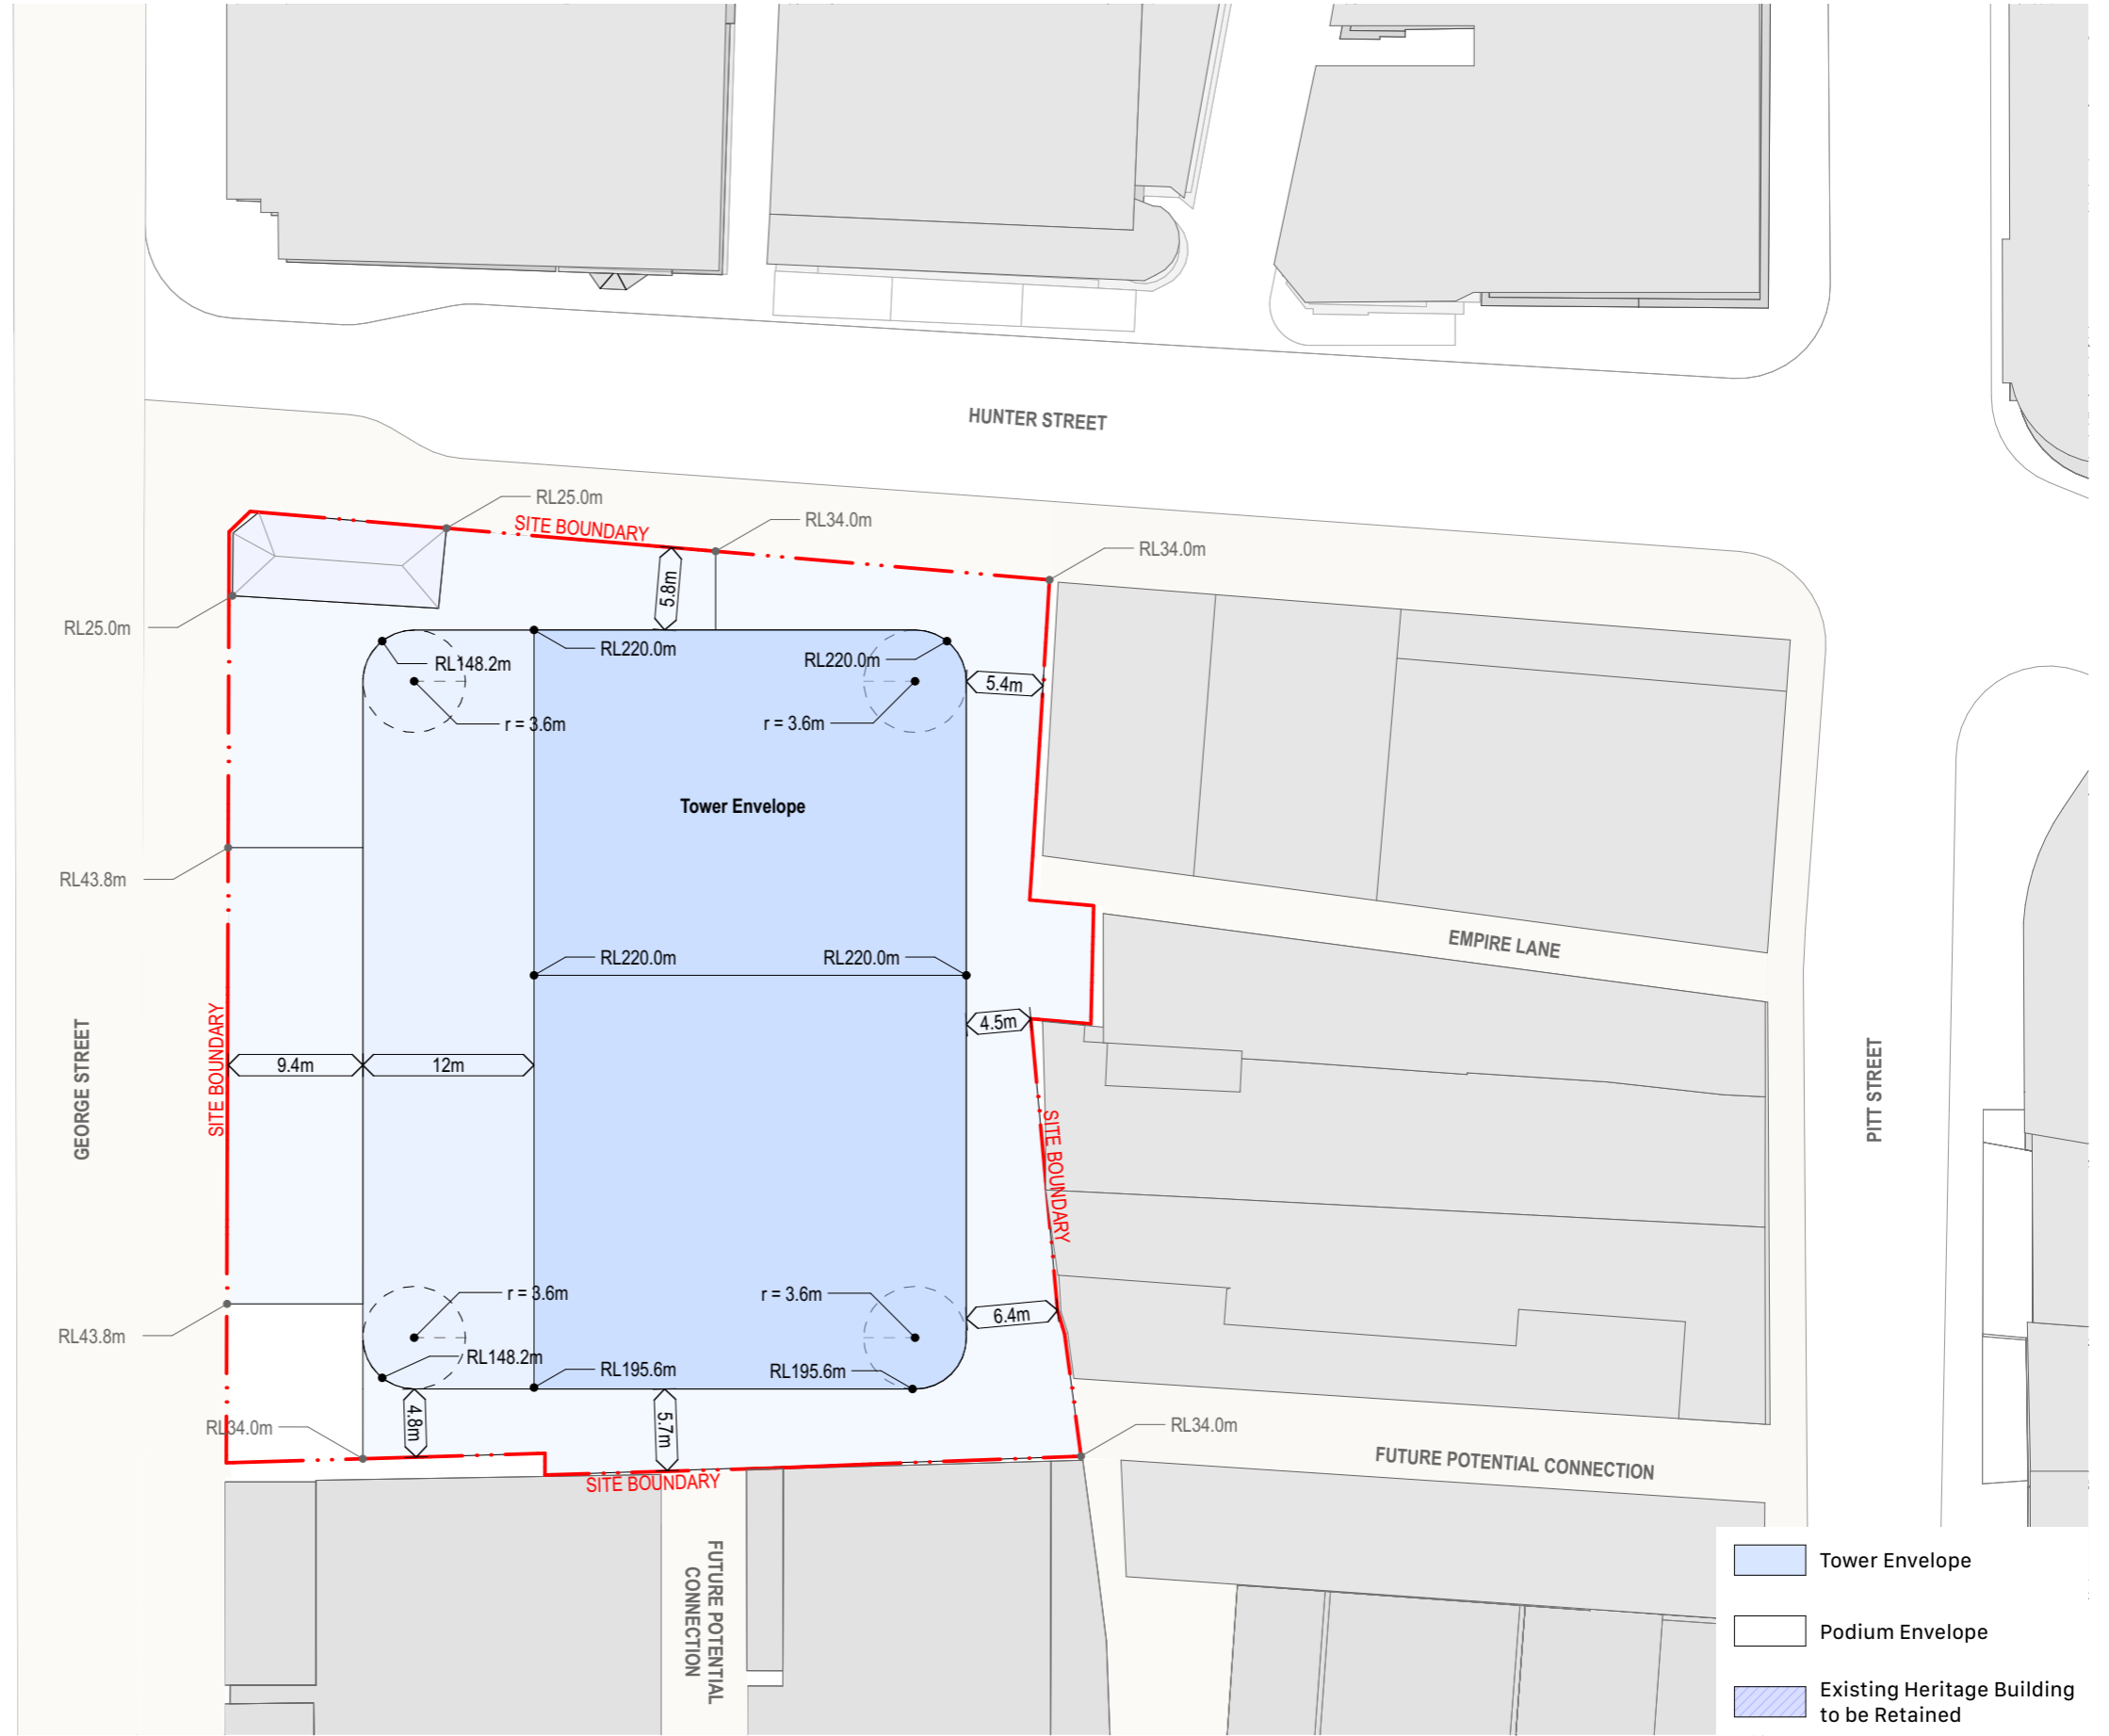 HUNTER STREET
RL25.0m
SITE BOUNDARY
RL34.0m
RL34.0m
5.8m
RL25.0m
RL220.0m
RL148.2m
RL220.0m
5.4m
r = 3.6m
r = 3.6m
Tower Envelope
RL43.8m
EMPIRE LANE
RL220.0m
RL220.0m
4.5m
GEORGE STREET
SITE BOUNDARY
9.4m
12m
SITE BOUNDARY
PITT STREET
r = 3.6m
r = 3.6m
6.4m
RL43.8m
RL148.2m
RL195.6m
RL195.6m
RL34.0m
4.8m
5.7m
RL34.0m
SITE BOUNDARY
FUTURE POTENTIAL CONNECTION
FUTURE POTENTIAL
CONNECTION
Tower Envelope
Podium Envelope
Existing Heritage Building
to be Retained